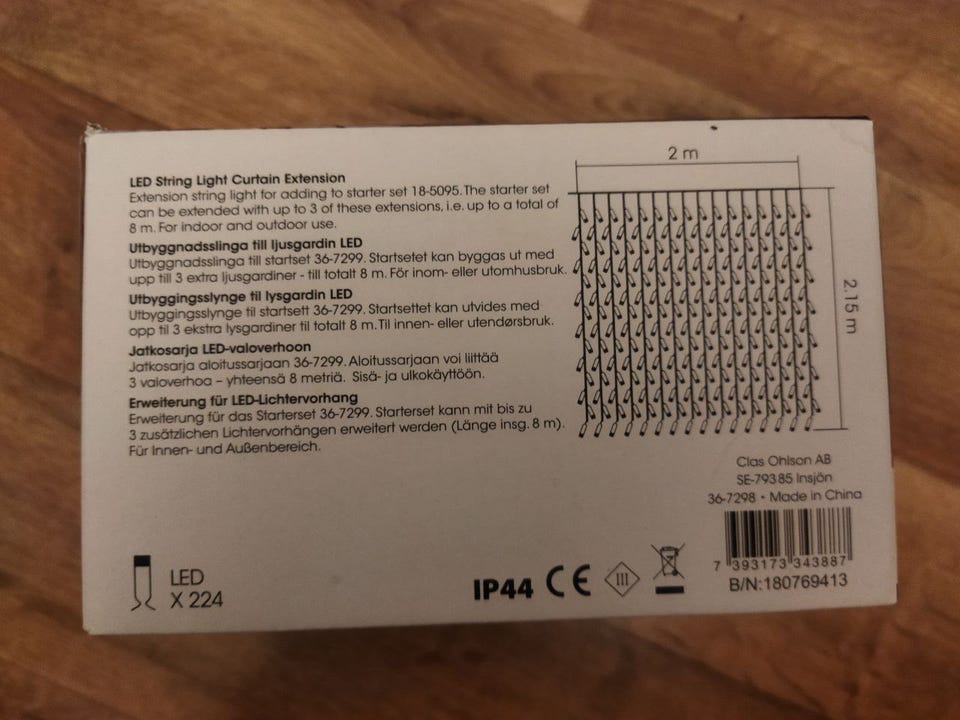 LED String Light Curtain Extension
Extension string light for adding to starter set 18-5095. The starter set
can be extended with up to 3 of these extensions, i.e. up to a total of
8 m. For indoor and outdoor use.
Utbyggnadsslinga till ljusgardin LED
Utbyggnadsslinga till startset 36-7299. Startsetet kan byggas ut med
upp till 3 extra ljusgardiner - till totalt 8 m. För inom- eller utomhusbruk.
Utbyggingsslynge til lysgardin LED
Utbyggingsslynge til startsett 36-7299. Startsettet kan utvides med
opp til 3 ekstra lysgardiner til totalt 8 m. Til innen- eller utendørsbruk.
Jatkosarja LED-valoverhoon
Jatkosarja aloitussarjaan 36-7299. Aloitussarjaan voi liittää
3 valoverhoa – yhteensä 8 metriä. Sisä- ja ulkokäyttöön.
Erweiterung für LED-Lichtervorhang
Erweiterung für das Starterset 36-7299. Starterset kann mit bis zu
3 zusätzlichen Lichtervorhängen erweitert werden (Länge insg. 8 m).
Für Innen- und Außenbereich.
2 m
2.15 m
Clas Ohlson AB
SE-79385 Insjön
36-7298 • Made in China
7 393173 343887
B/N:180769413
LED
X 224
IP44 CE III